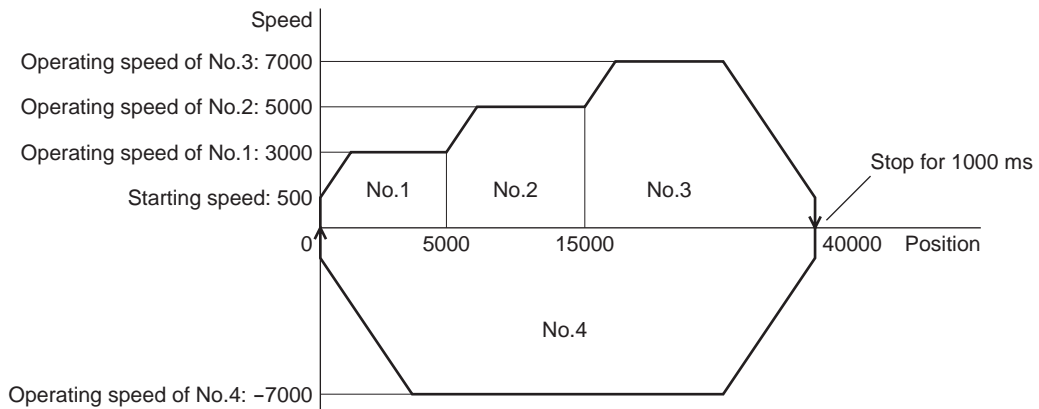 Speed
Operating speed of No.3: 7000
Operating speed of No.2: 5000
Operating speed of No.1: 3000
Stop for 1000 ms
No.1
No.2
No.3
Starting speed: 500
0
5000
15000
40000
Position
No.4
Operating speed of No.4: −7000